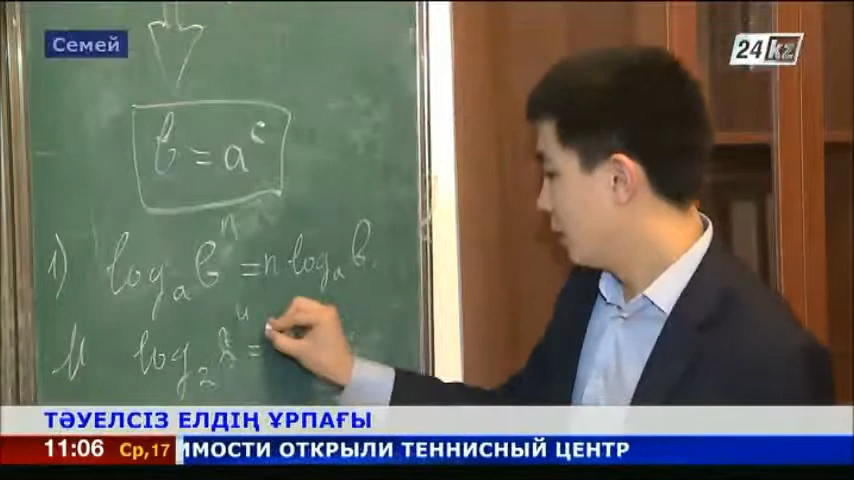 Семей
24kz
b = a^c
1) log_a b^n = n log_a b.
log_2
ТӘУЕЛСІЗ ЕЛДІҢ ҰРПАҒЫ
11:06 Ср,17 ИМОСТИ ОТКРЫЛИ ТЕННИСНЫЙ ЦЕНТР